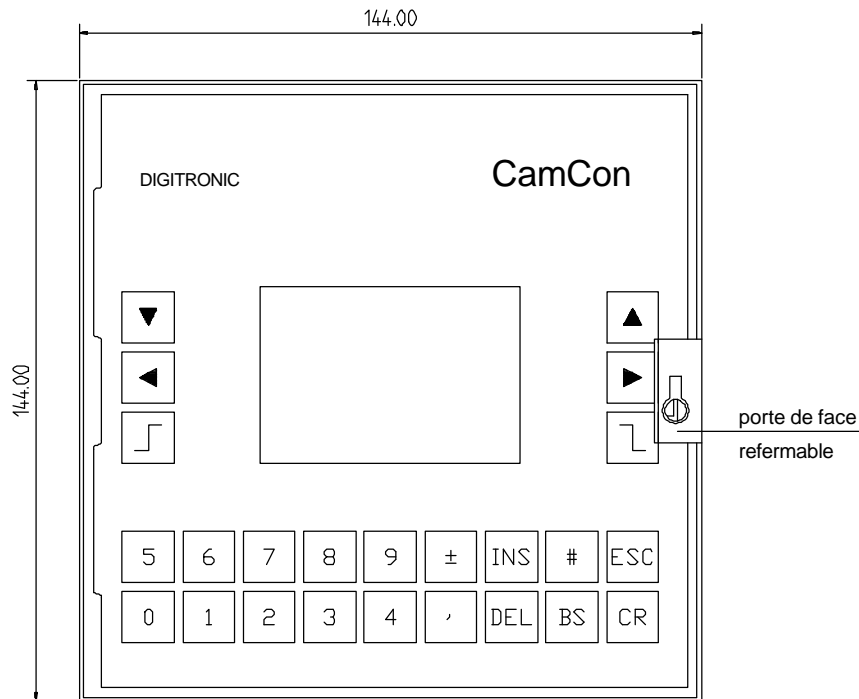 144.00
DIGITRONIC CamCon
144.00
porte de face
refermable
5 6 7 8 9 ± INS # ESC
0 1 2 3 4 , DEL BS CR